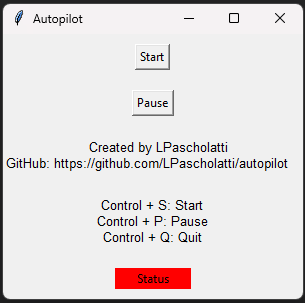 Autopilot
Start
Pause
Created by LPascholatti
GitHub: https://github.com/LPascholatti/autopilot
Control + S: Start
Control + P: Pause
Control + Q: Quit
Status